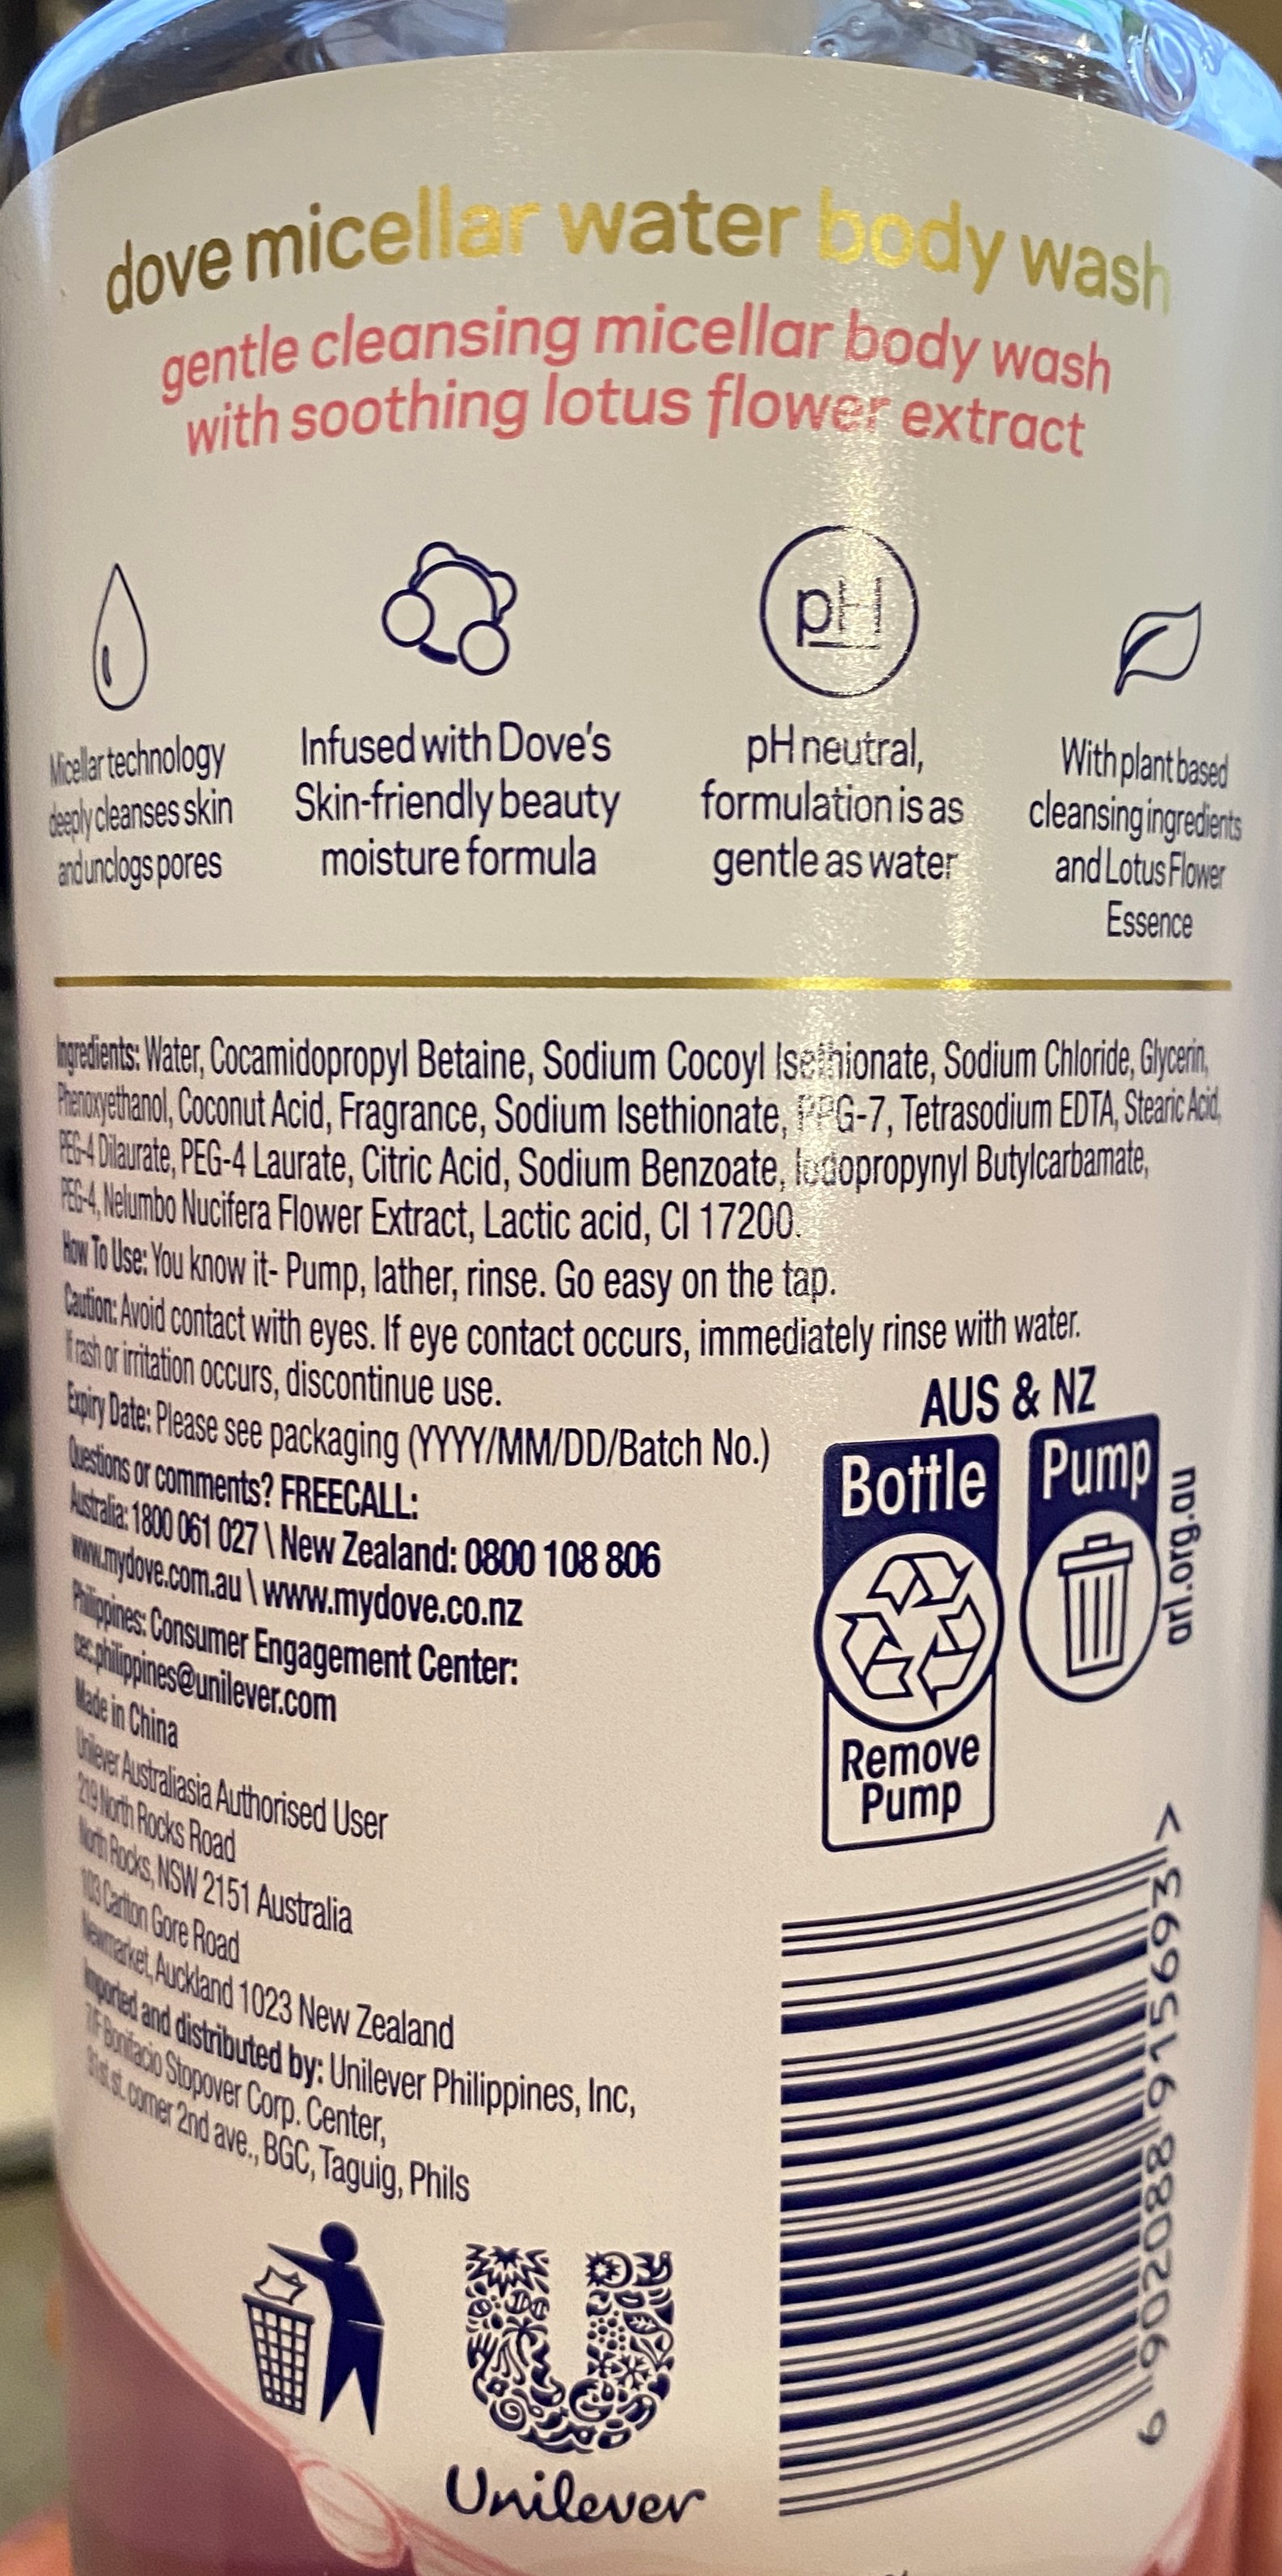 dove micellar water body wash
gentle cleansing micellar body wash
with soothing lotus flower extract
Micellar technology
deeply cleanses skin
and unclogs pores
Infused with Dove's
Skin-friendly beauty
moisture formula
pH
pH neutral,
formulation is as
gentle as water
With plant based
cleansing ingredients
and Lotus Flower
Essence
Ingredients: Water, Cocamidopropyl Betaine, Sodium Cocoyl Isethionate, Sodium Chloride, Glycerin,
Phenoxyethanol, Coconut Acid, Fragrance, Sodium Isethionate, PPG-7, Tetrasodium EDTA, Stearic Acid,
PEG-4 Dilaurate, PEG-4 Laurate, Citric Acid, Sodium Benzoate, Iodopropynyl Butylcarbamate,
PEG-4, Nelumbo Nucifera Flower Extract, Lactic acid, CI 17200.
How To Use: You know it- Pump, lather, rinse. Go easy on the tap.
Caution: Avoid contact with eyes. If eye contact occurs, immediately rinse with water.
If rash or irritation occurs, discontinue use.
Expiry Date: Please see packaging (YYYY/MM/DD/Batch No.)
Questions or comments? FREECALL:
Australia: 1800 061 027 \ New Zealand: 0800 108 806
www.mydove.com.au \ www.mydove.co.nz
Philippines: Consumer Engagement Center:
cec.philippines@unilever.com
Made in China
Unilever Australiasia Authorised User
219 North Rocks Road
North Rocks, NSW 2151 Australia
103 Carlton Gore Road
Newmarket, Auckland 1023 New Zealand
Imported and distributed by: Unilever Philippines, Inc,
7/F Bonifacio Stopover Corp. Center,
31st st. corner 2nd ave., BGC, Taguig, Phils
AUS & NZ
Bottle
Remove
Pump
Pump
arl.org.au
6 902088 915693 >
Unilever